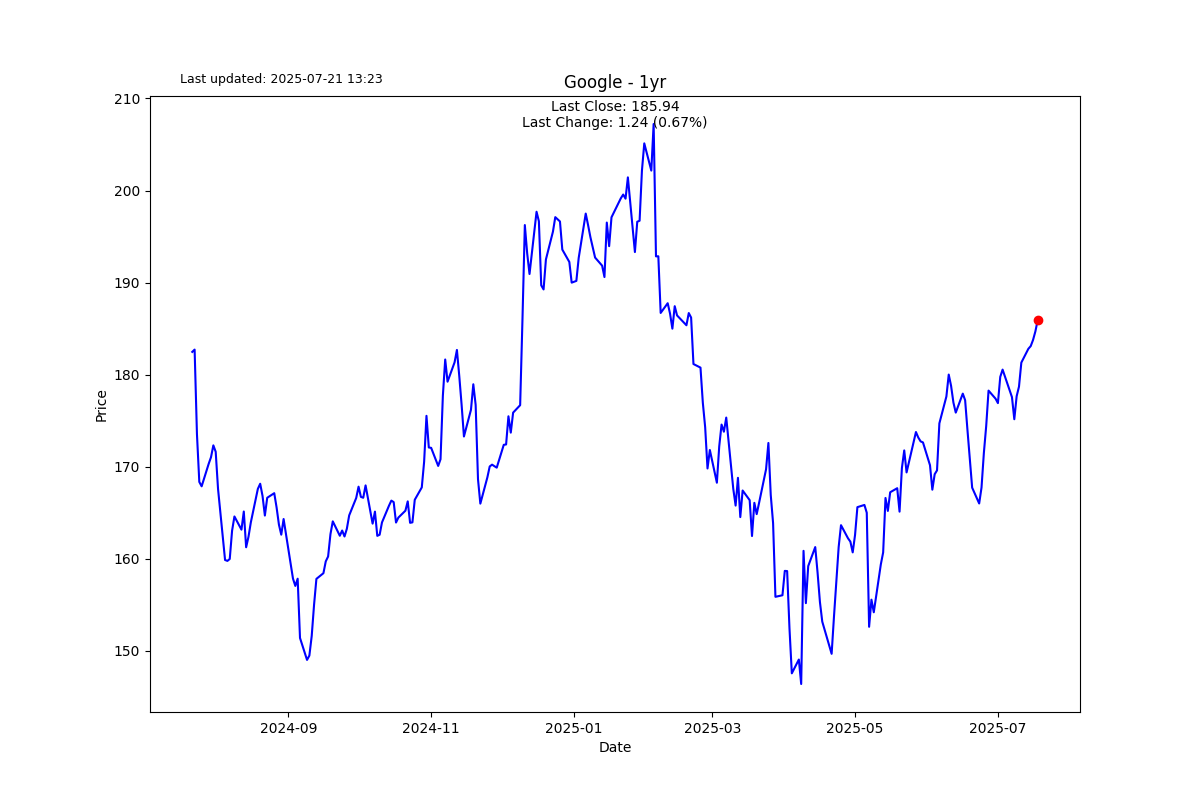 Last updated: 2025-07-21 13:23
Google - 1yr
Last Close: 185.94
Last Change: 1.24 (0.67%)
210
200
190
180
170
160
150
Price
2024-09
2024-11
2025-01
2025-03
2025-05
2025-07
Date